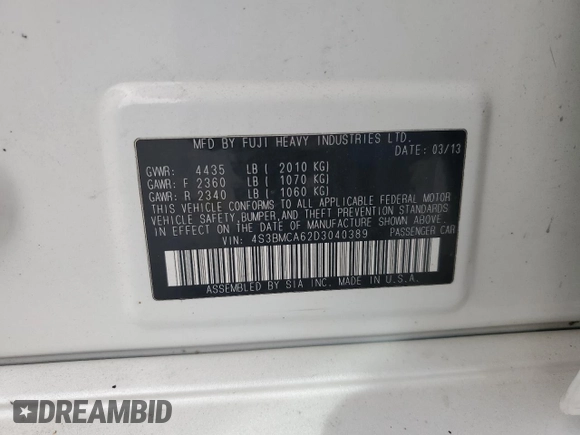 MFD BY FUJI HEAVY INDUSTRIES LTD.
DATE: 03/13
GVWR: 4435 LB ( 2010 KG)
GAWR: F 2360 LB ( 1070 KG)
GAWR: R 2340 LB ( 1060 KG)
THIS VEHICLE CONFORMS TO ALL APPLICABLE FEDERAL MOTOR
VEHICLE SAFETY, BUMPER, AND THEFT PREVENTION STANDARDS
IN EFFECT ON THE DATE OF MANUFACTURE SHOWN ABOVE.
VIN: 4S3BMCA62D3040389 PASSENGER CAR
ASSEMBLED BY SIA INC. MADE IN U.S.A.
DREAMBID